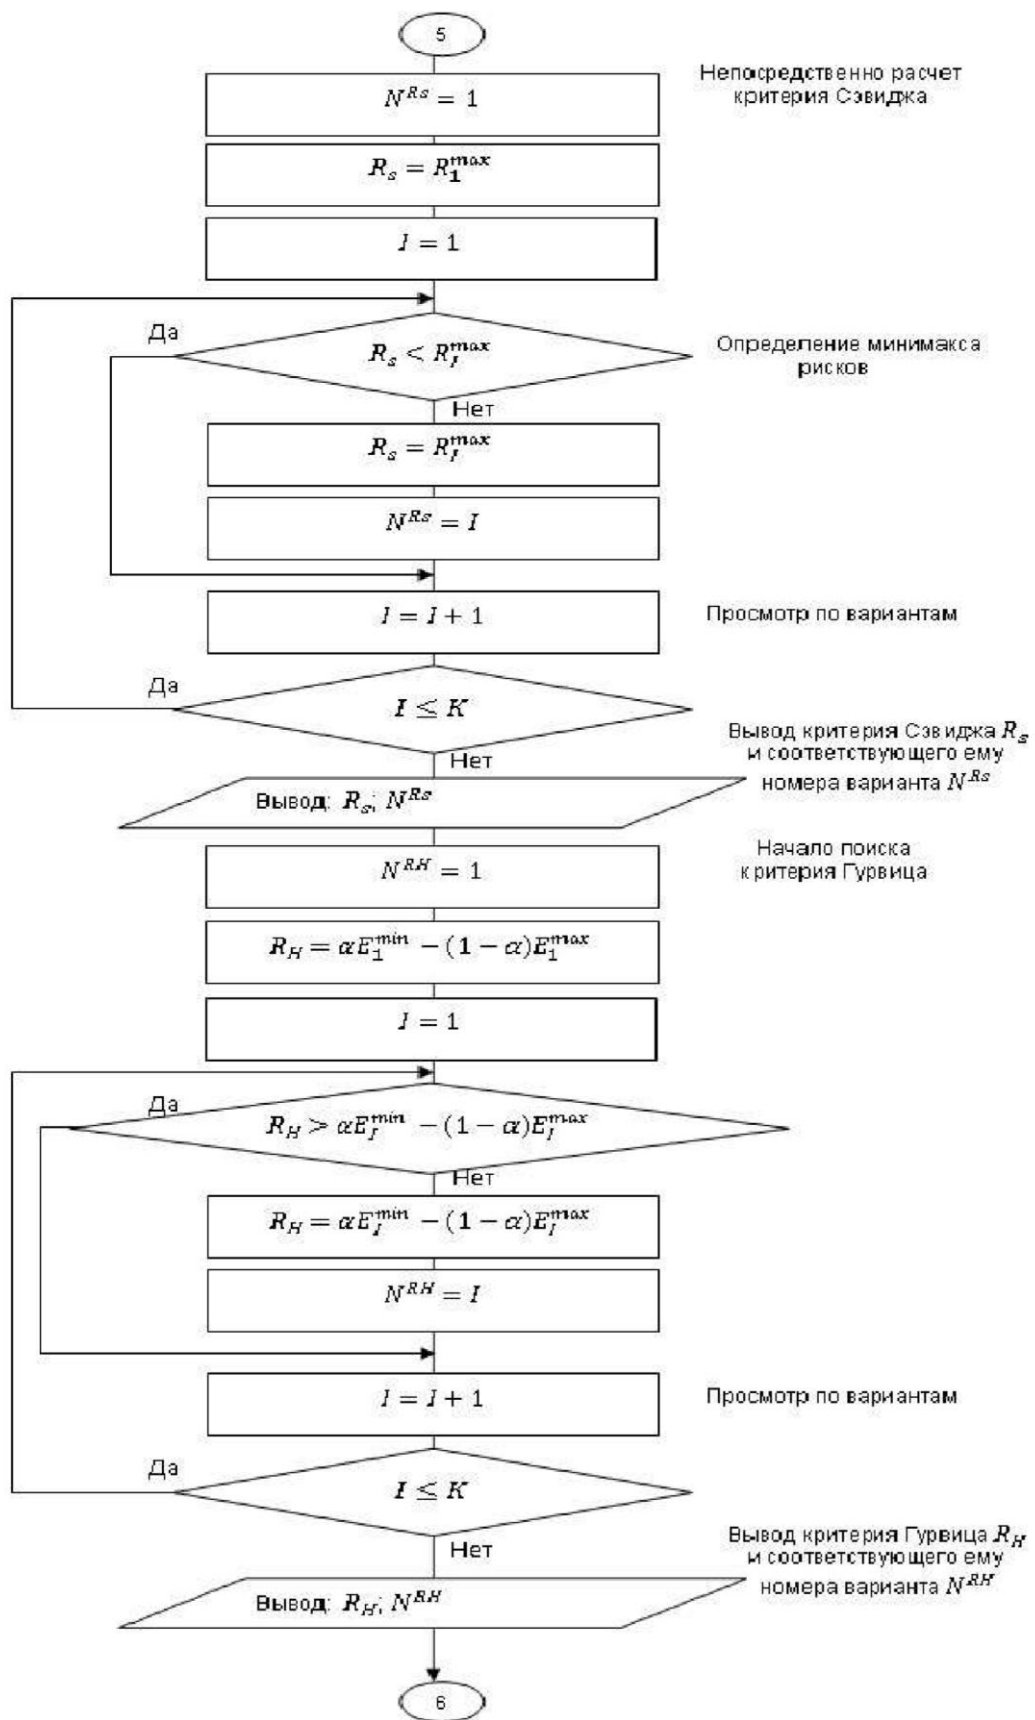 5
Непосредственно расчет
критерия Сэвиджа
N^{Rs} = 1
R_s = R_1^{max}
I = 1
Да
R_s < R_I^{max}
Определение минимакса
рисков
Нет
R_s = R_I^{max}
N^{Rs} = I
I = I + 1
Просмотр по вариантам
Да
I ≤ K
Нет
Вывод критерия Сэвиджа R_s
и соответствующего ему
номера варианта N^{Rs}
Вывод: R_s; N^{Rs}
Начало поиска
критерия Гурвица
N^{RH} = 1
R_H = αE_1^{min} − (1 − α)E_1^{max}
I = 1
Да
R_H > αE_I^{min} − (1 − α)E_I^{max}
Нет
R_H = αE_I^{min} − (1 − α)E_I^{max}
N^{RH} = I
I = I + 1
Просмотр по вариантам
Да
I ≤ K
Нет
Вывод критерия Гурвица R_H
и соответствующего ему
номера варианта N^{RH}
Вывод: R_H; N^{RH}
6